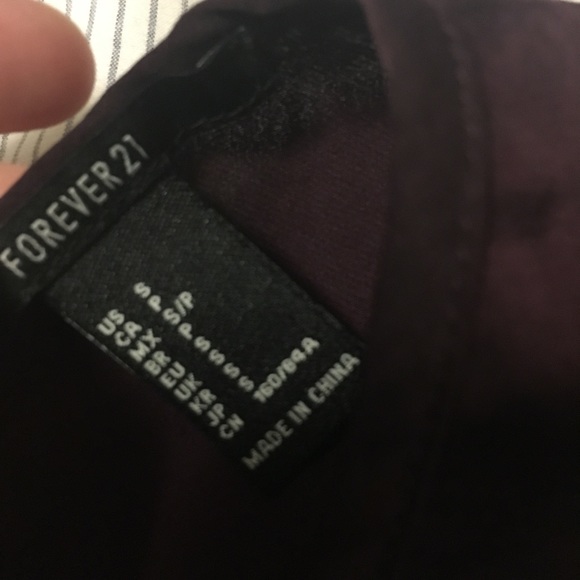 FOREVER 21
US S
CA P
MX S/P
BR P
EU S
UK S
KR S
JP S
CN 160/84A
MADE IN CHINA